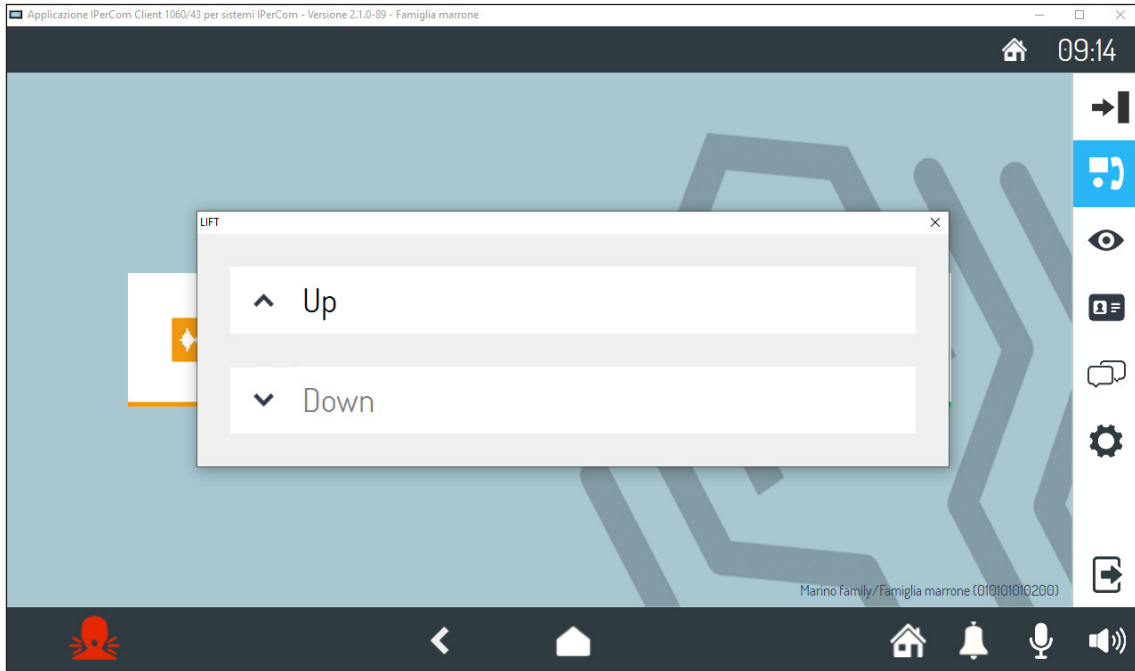 Applicazione IPerCom Client 1060/43 per sistemi IPerCom - Versione 2.1.0-89 - Famiglia marrone
09:14
LIFT
Up
Down
Marino family/Famiglia marrone (010101010200)